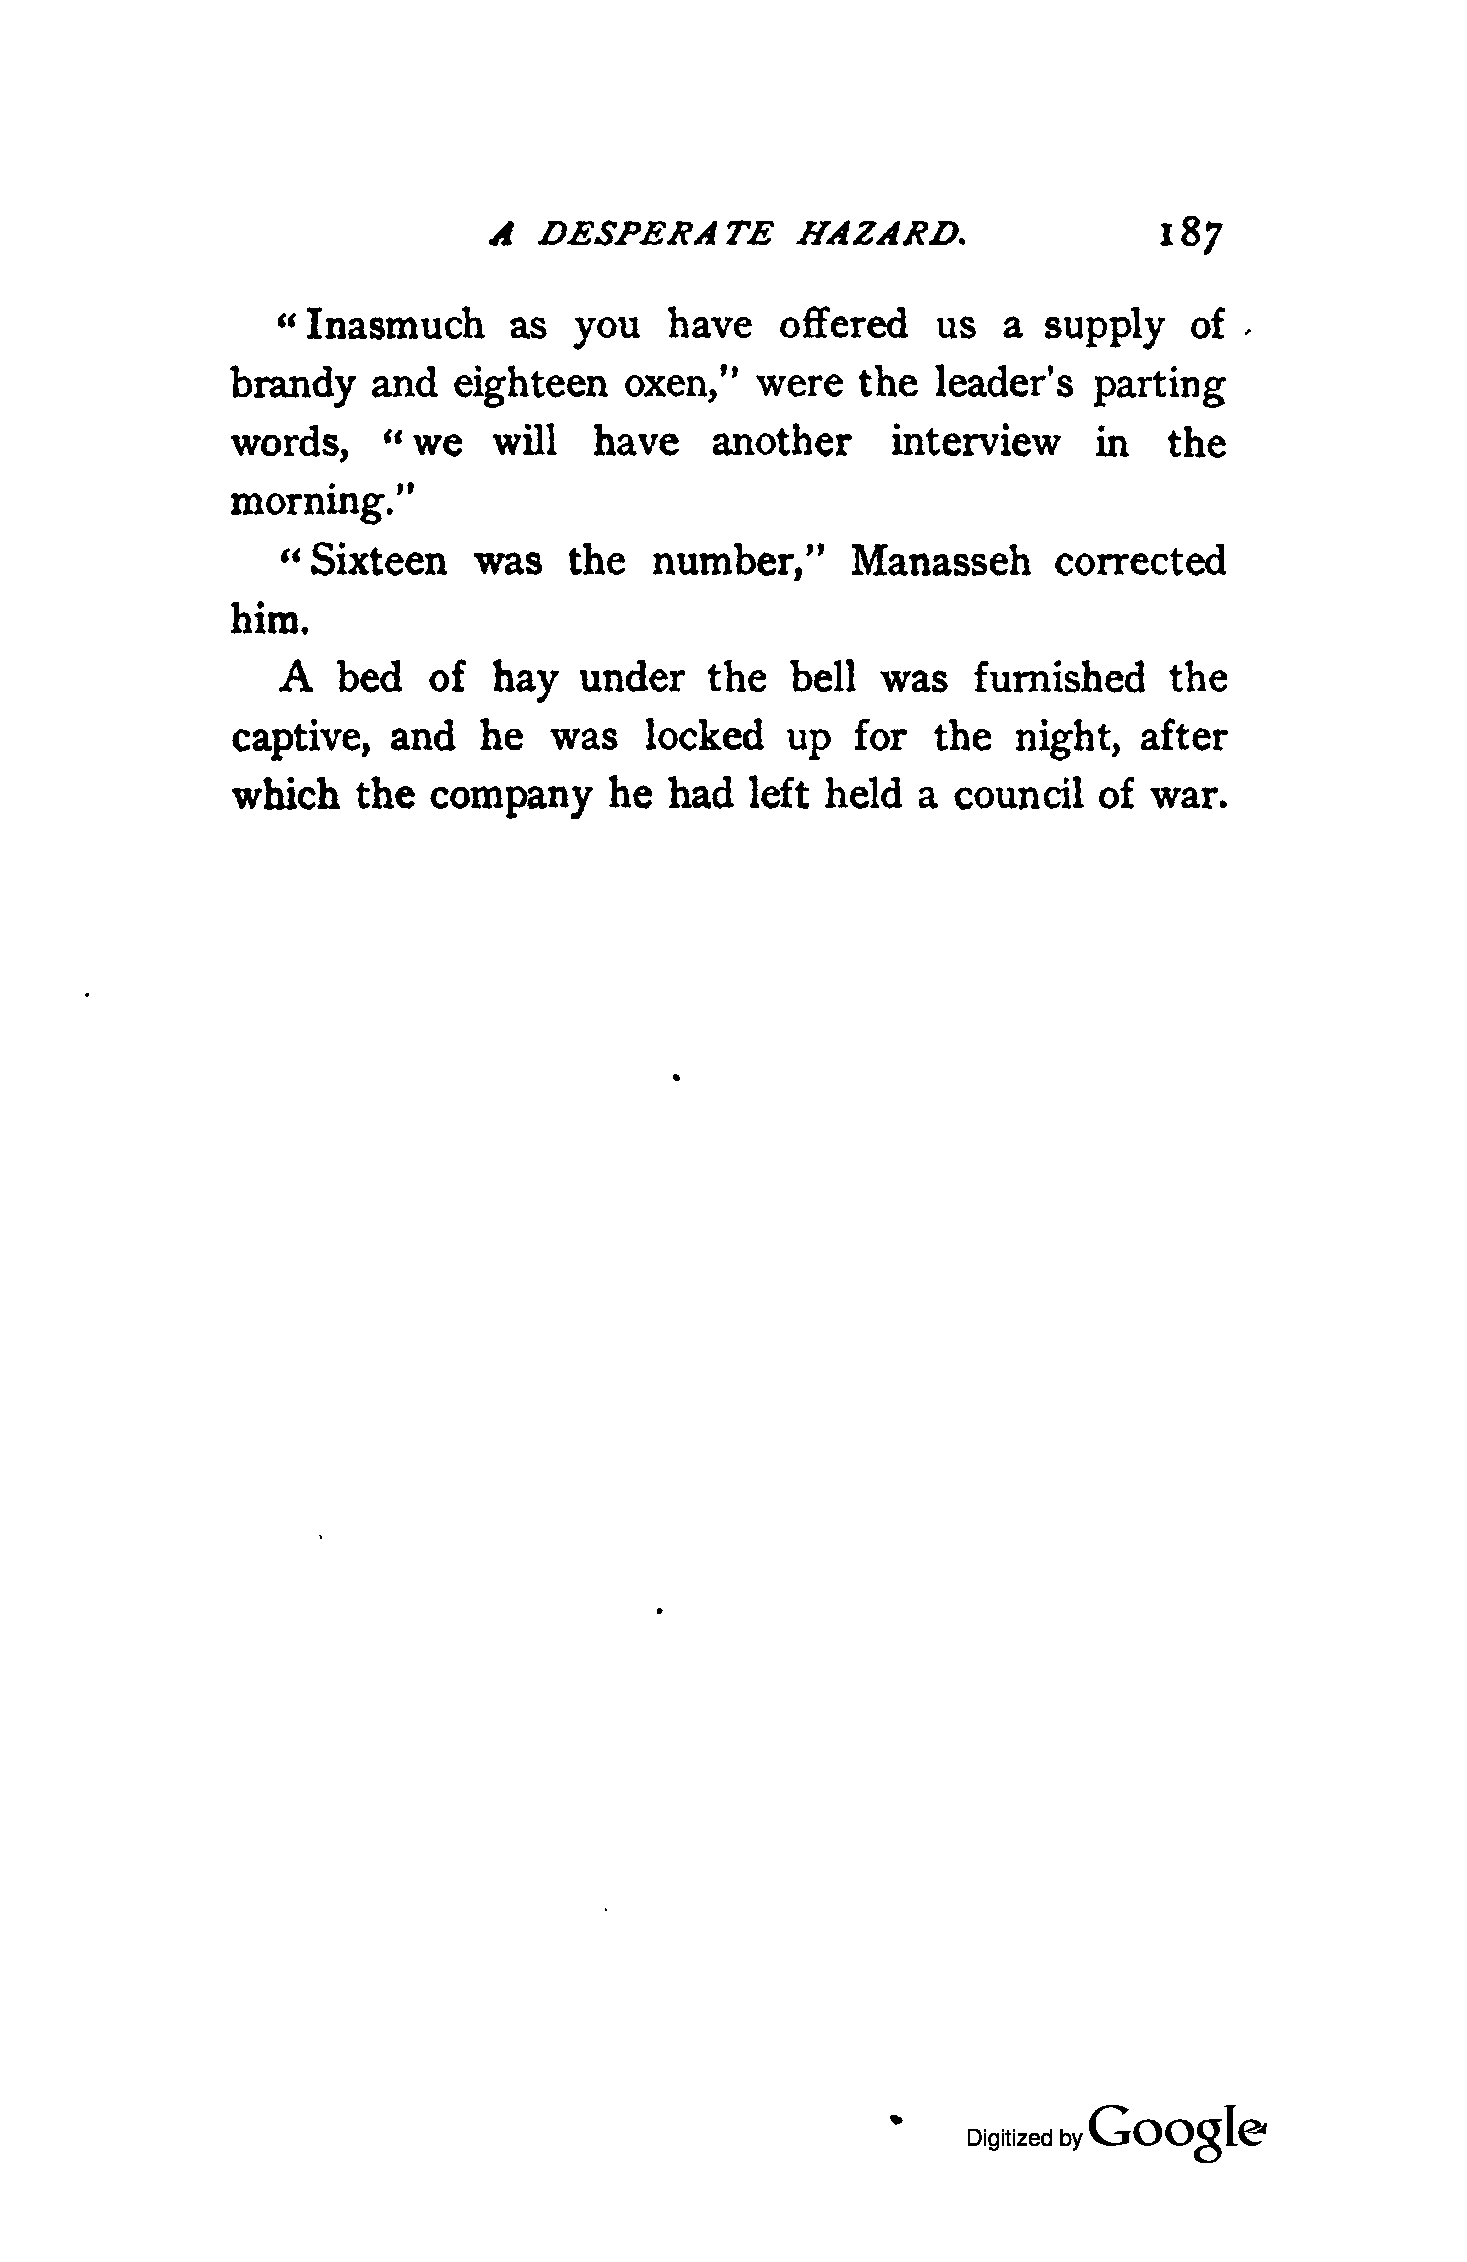 A DESPERATE HAZARD. 187
"Inasmuch as you have offered us a supply of
brandy and eighteen oxen," were the leader's parting
words, "we will have another interview in the
morning."
"Sixteen was the number," Manasseh corrected
him.
A bed of hay under the bell was furnished the
captive, and he was locked up for the night, after
which the company he had left held a council of war.
Digitized by Google